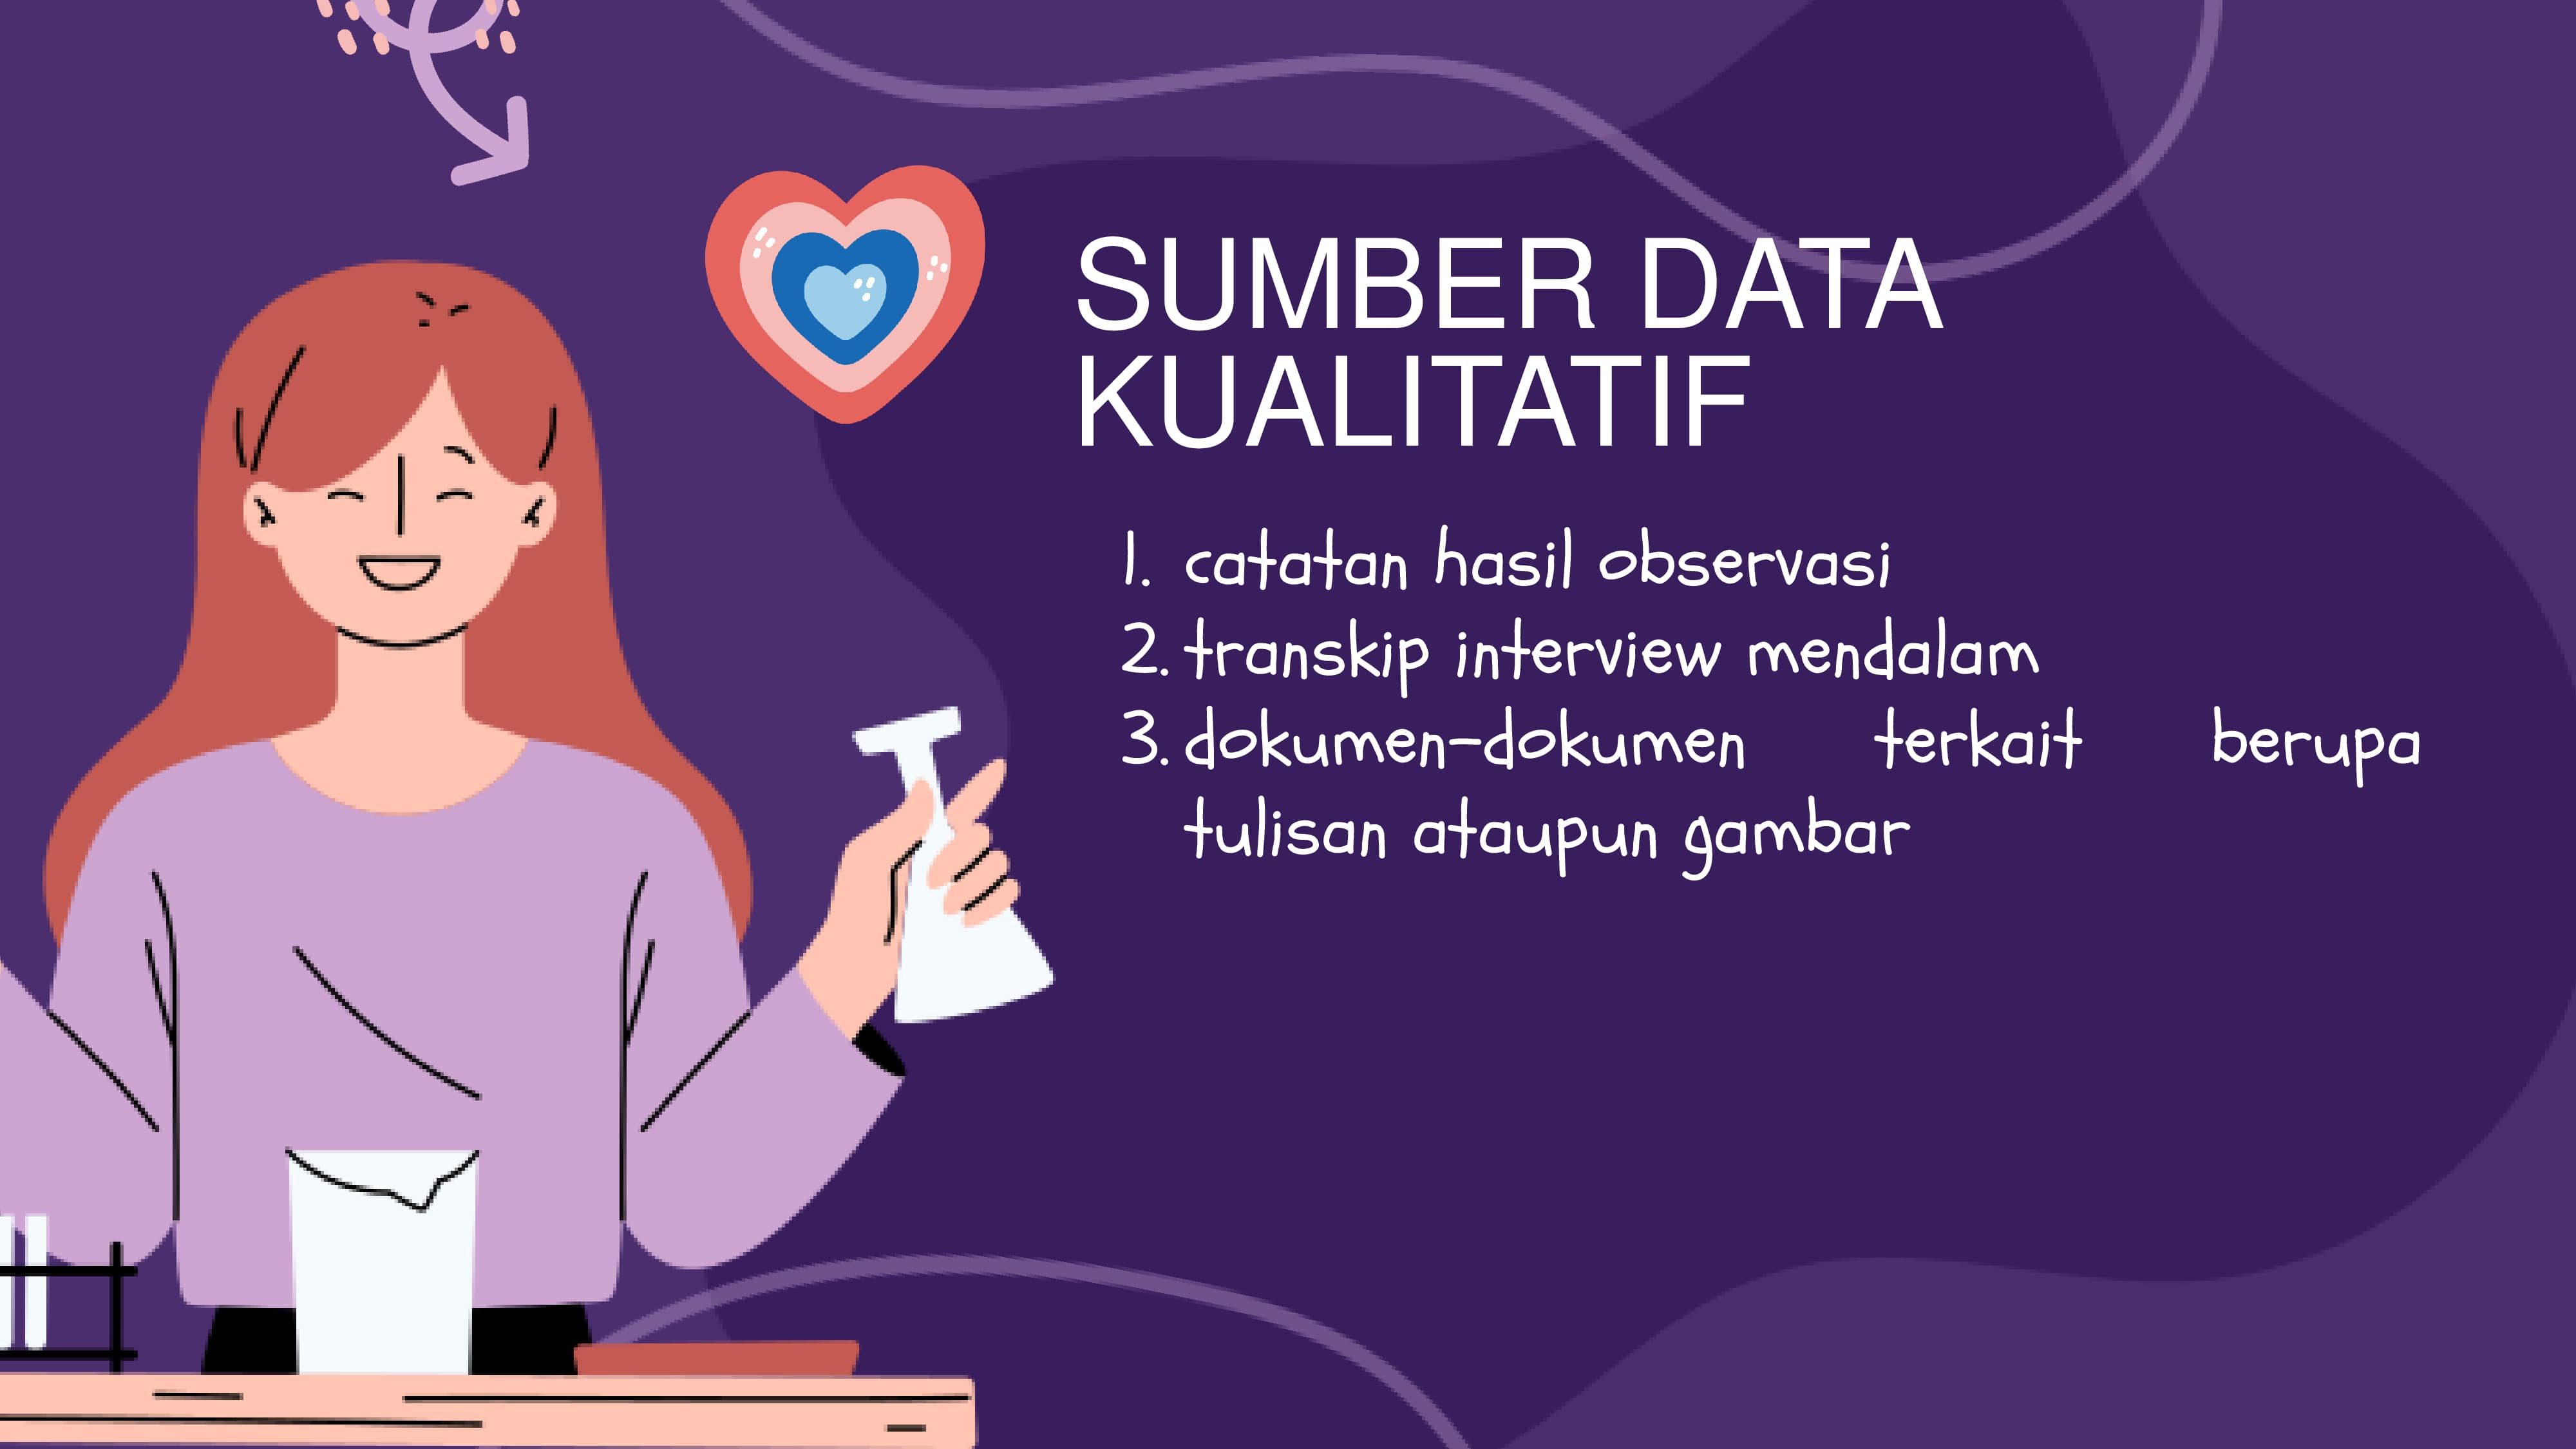 SUMBER DATA
KUALITATIF
1. catatan hasil observasi
2. transkip interview mendalam
3. dokumen-dokumen terkait berupa
tulisan ataupun gambar